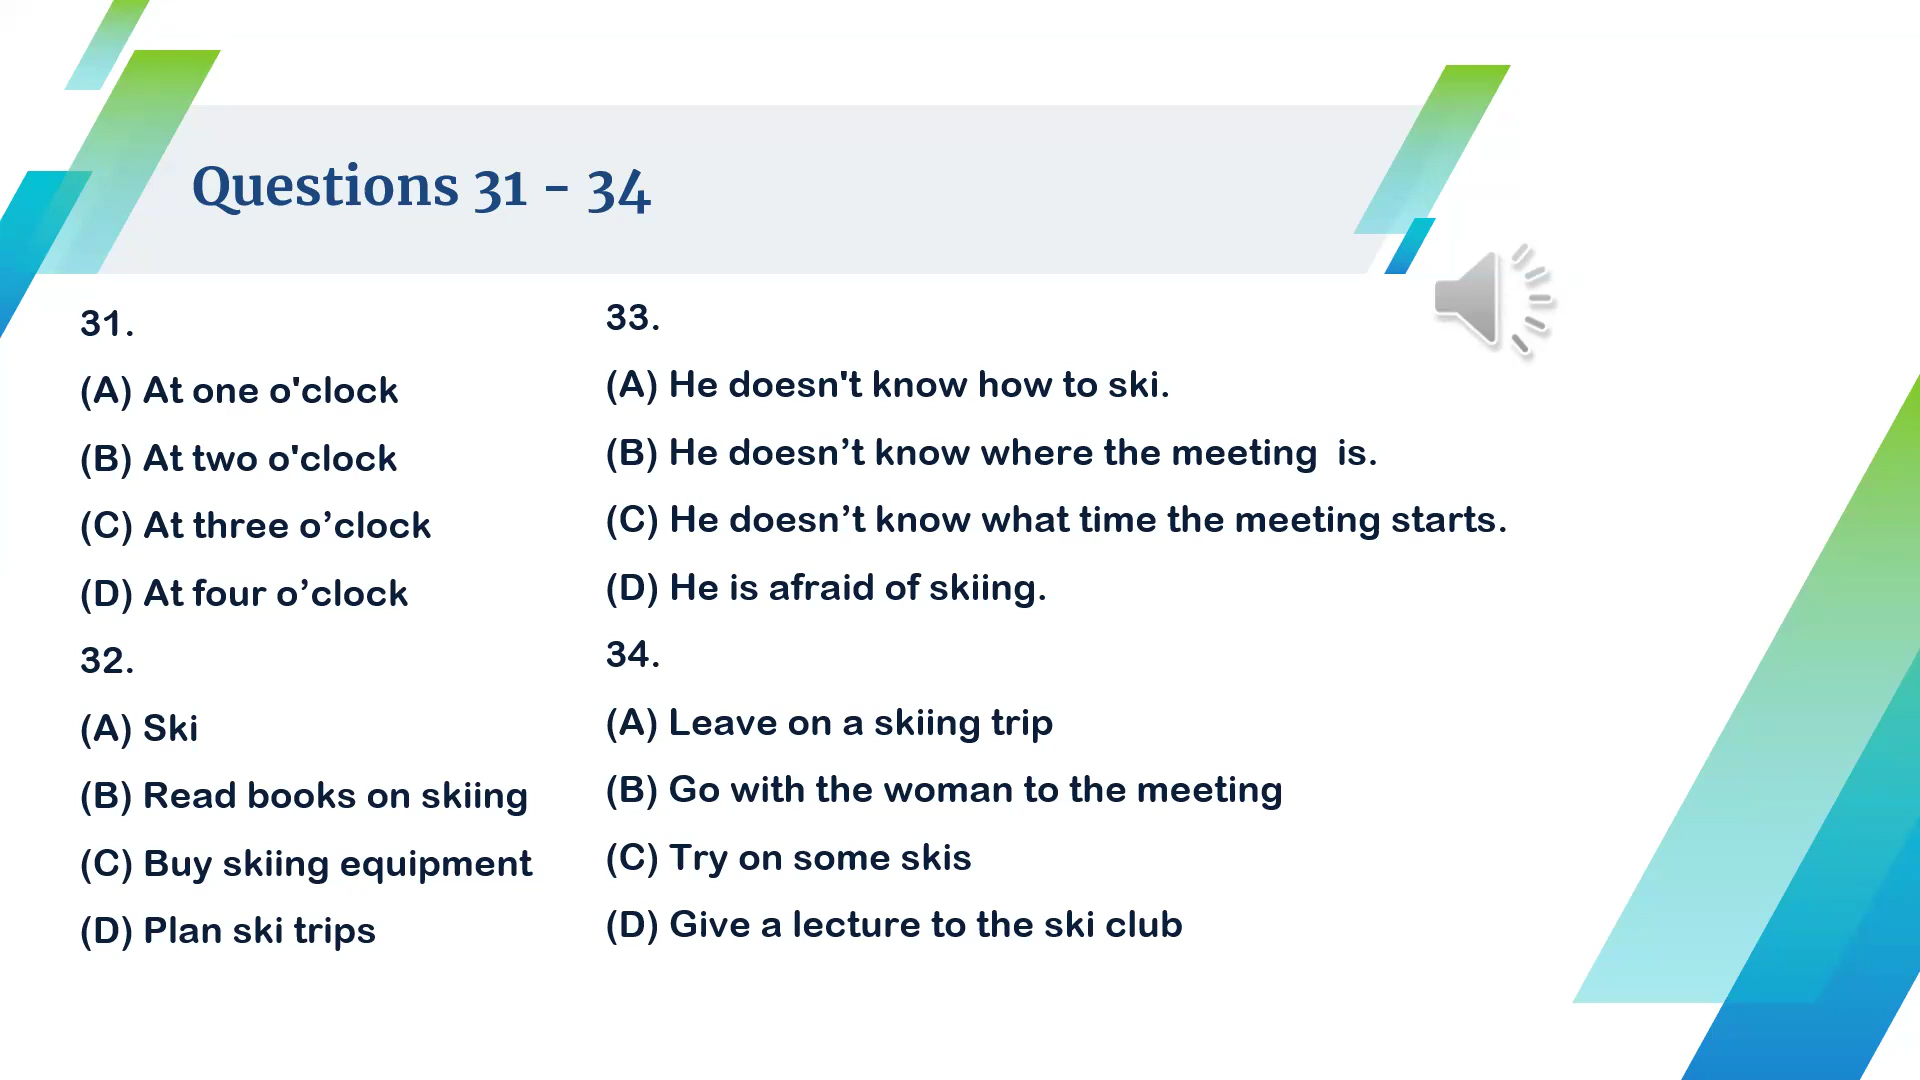 Questions 31 - 34
31.
(A) At one o'clock
(B) At two o'clock
(C) At three o’clock
(D) At four o’clock
32.
(A) Ski
(B) Read books on skiing
(C) Buy skiing equipment
(D) Plan ski trips
33.
(A) He doesn't know how to ski.
(B) He doesn’t know where the meeting  is.
(C) He doesn’t know what time the meeting starts.
(D) He is afraid of skiing.
34.
(A) Leave on a skiing trip
(B) Go with the woman to the meeting
(C) Try on some skis
(D) Give a lecture to the ski club